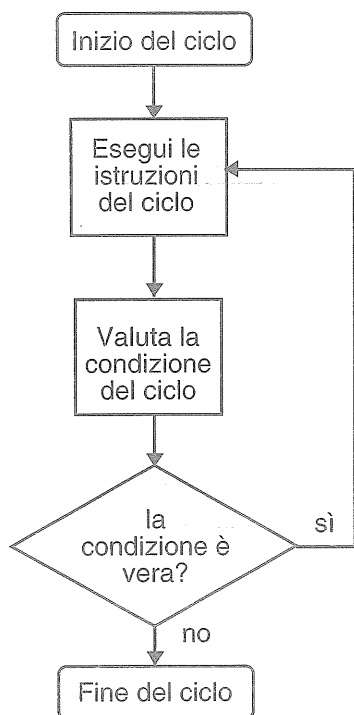 Inizio del ciclo
Esegui le
istruzioni
del ciclo
Valuta la
condizione
del ciclo
la
condizione è
vera?
sì
no
Fine del ciclo